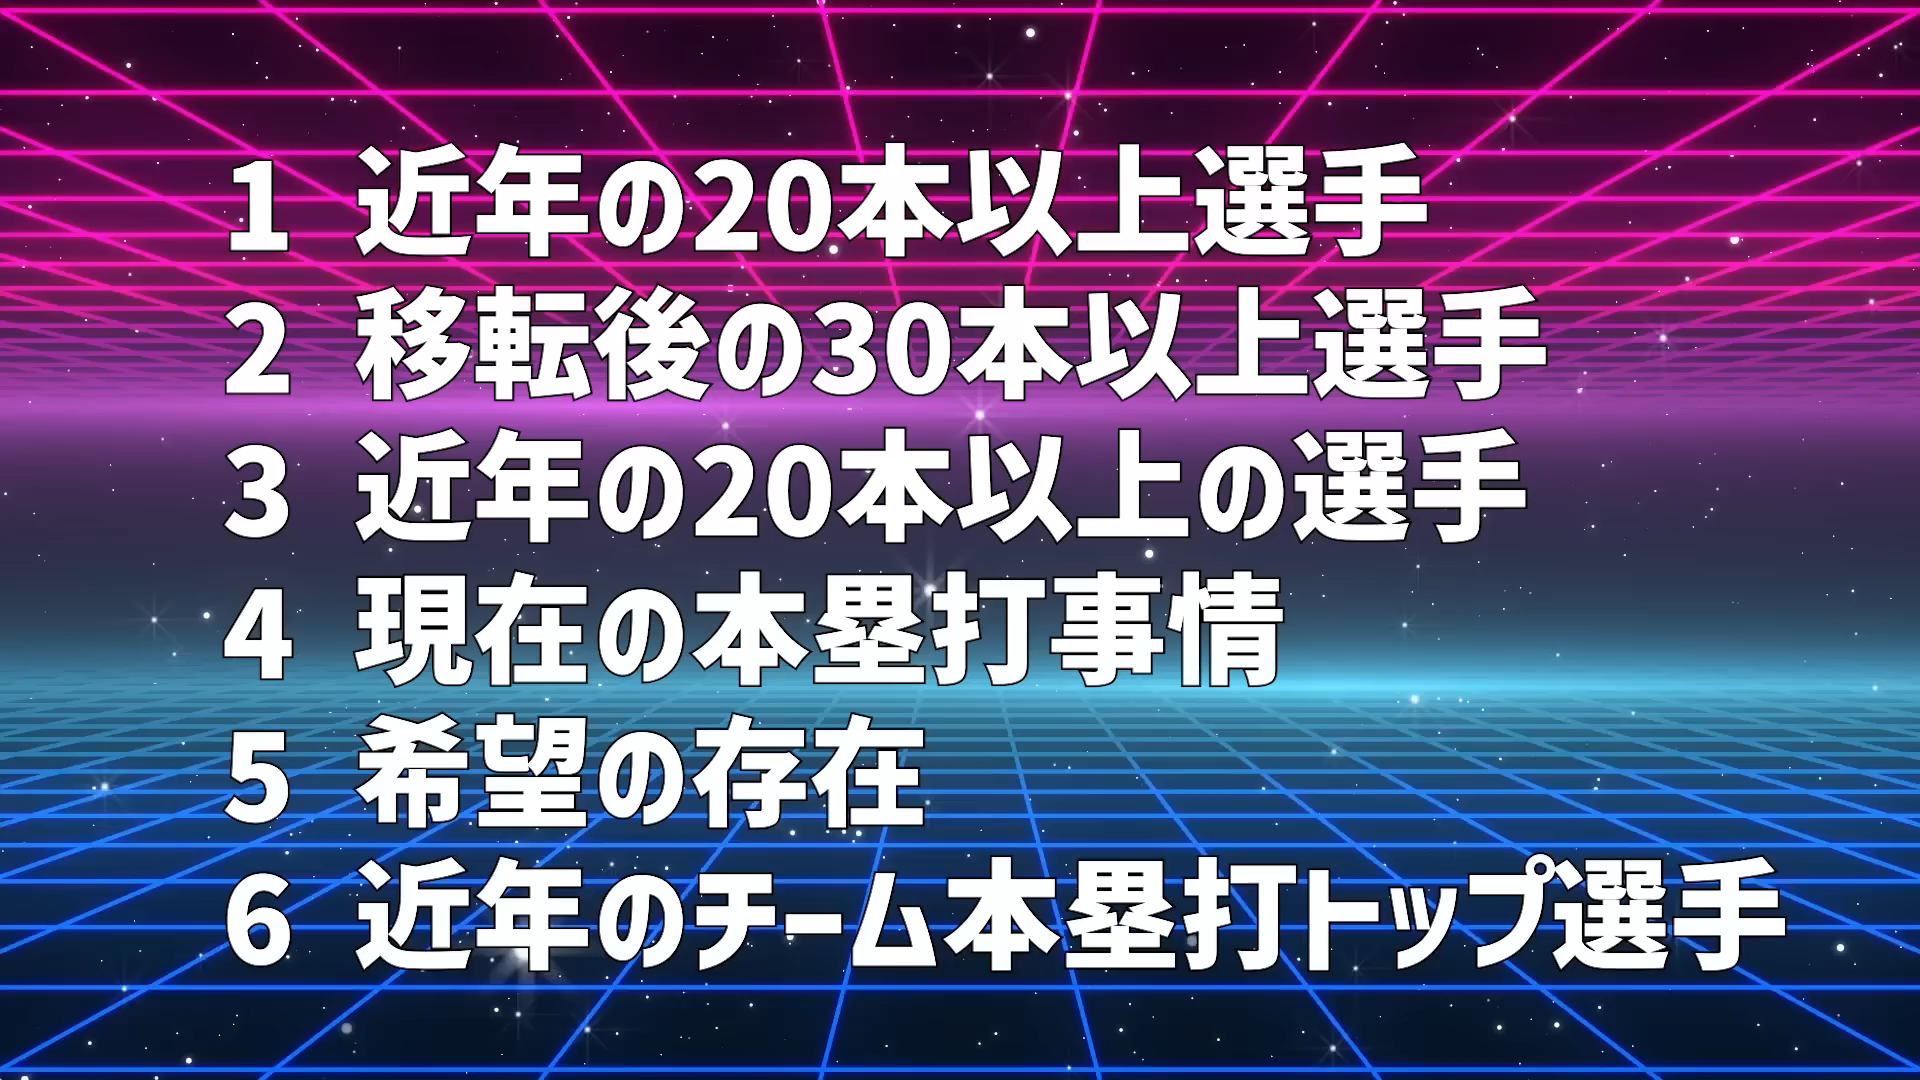 1 近年の20本以上選手
2 移転後の30本以上選手
3 近年の20本以上の選手
4 現在の本塁打事情
5 希望の存在
6 近年のチーム本塁打トップ選手